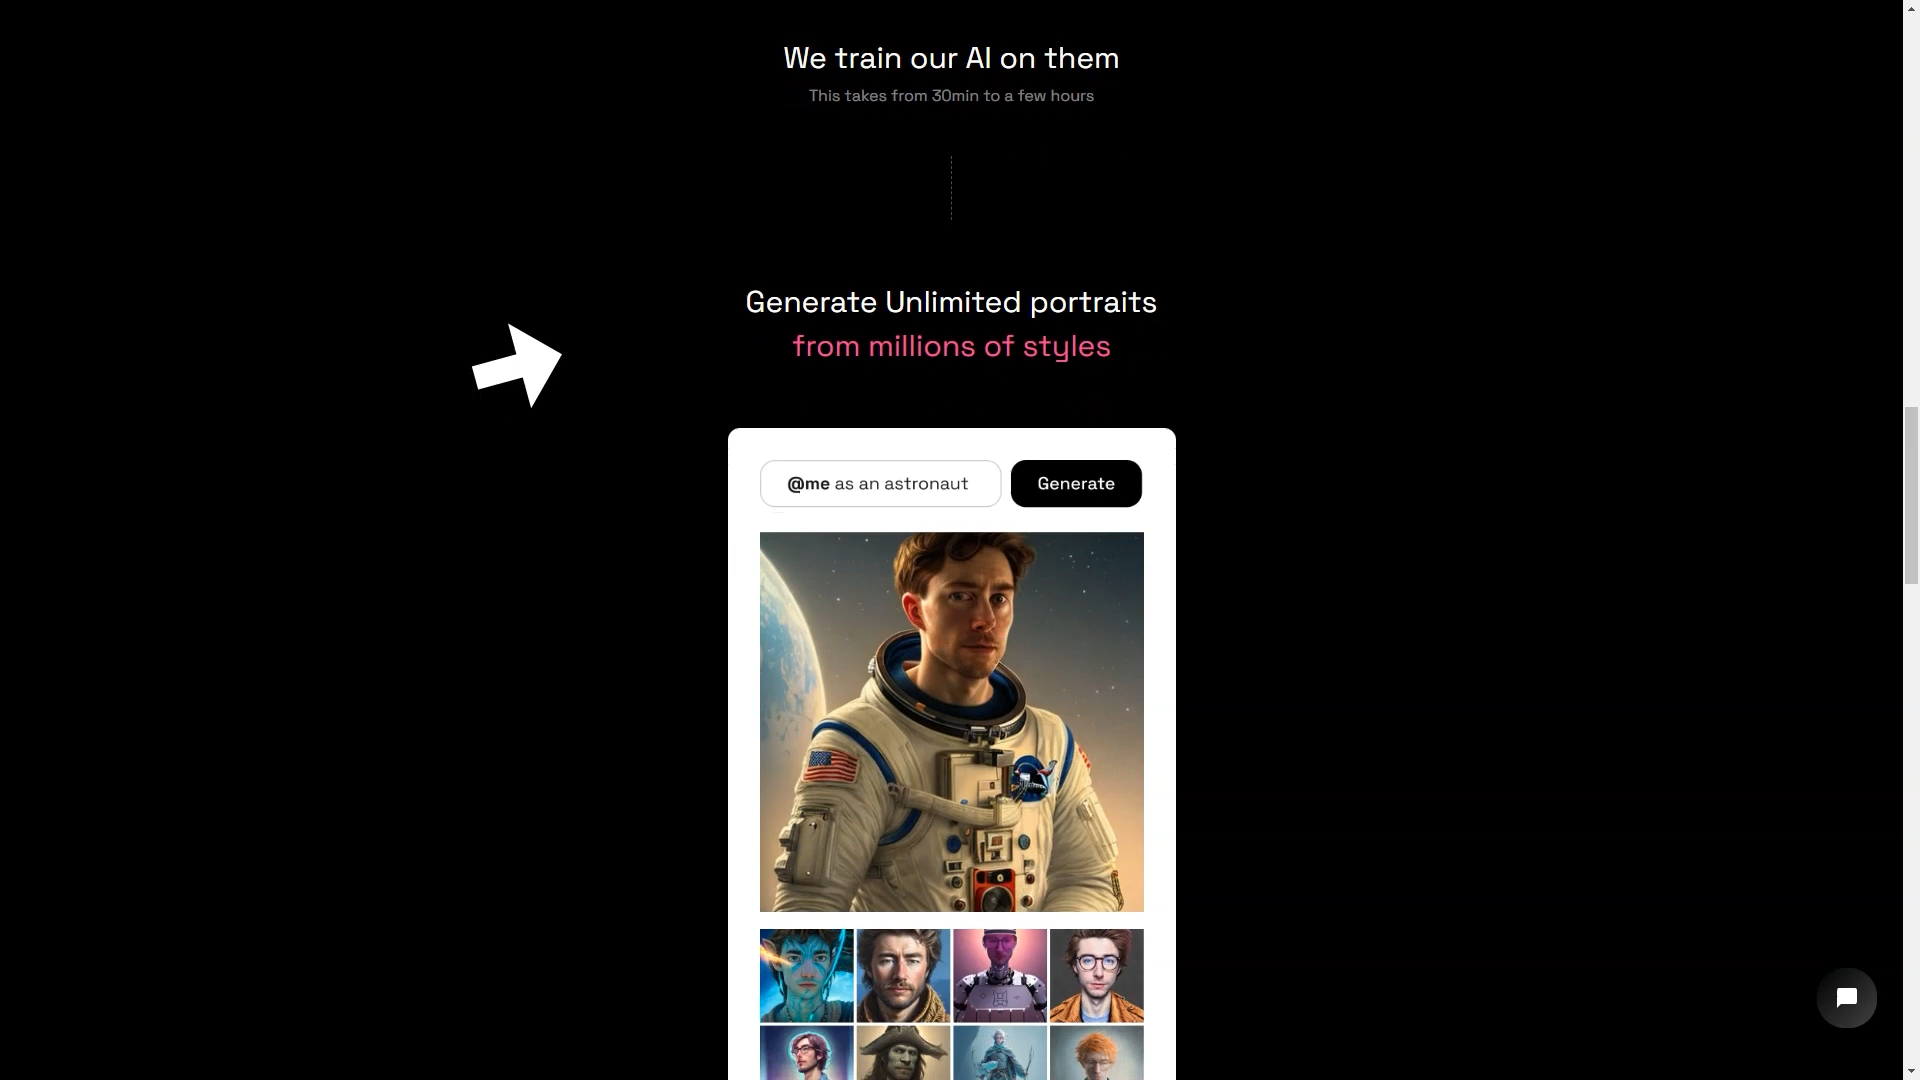 We train our AI on them
This takes from 30min to a few hours
Generate Unlimited portraits
from millions of styles
@me as an astronaut
Generate